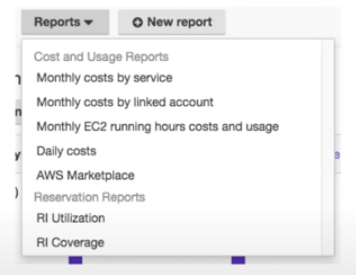 Reports
New report
Cost and Usage Reports
Monthly costs by service
Monthly costs by linked account
Monthly EC2 running hours costs and usage
Daily costs
AWS Marketplace
Reservation Reports
RI Utilization
RI Coverage